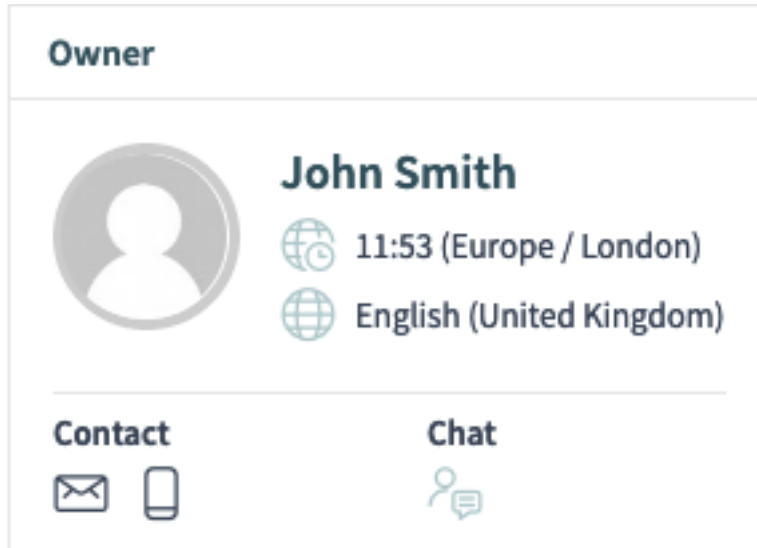 Owner
John Smith
11:53 (Europe / London)
English (United Kingdom)
Contact
Chat